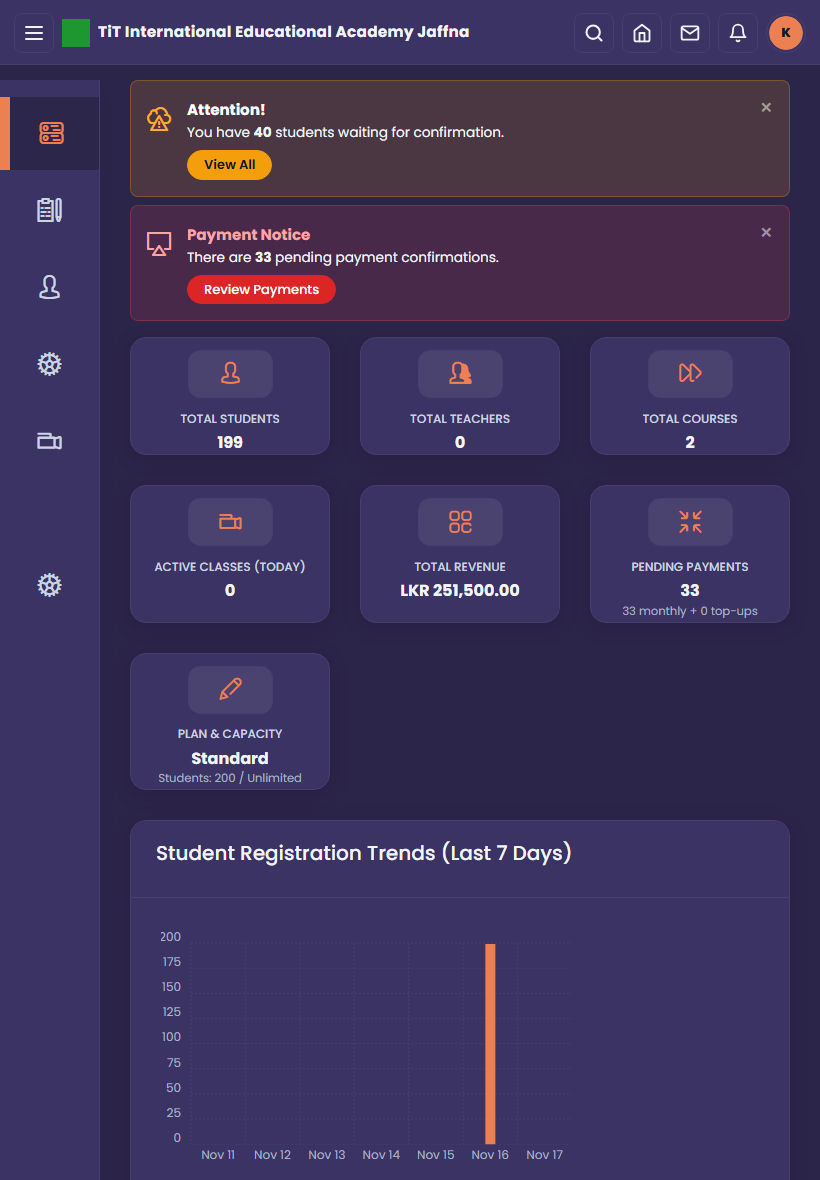 TiT International Educational Academy Jaffna
K
Attention!
You have 40 students waiting for confirmation.
View All
Payment Notice
There are 33 pending payment confirmations.
Review Payments
TOTAL STUDENTS
199
TOTAL TEACHERS
0
TOTAL COURSES
2
ACTIVE CLASSES (TODAY)
0
TOTAL REVENUE
LKR 251,500.00
PENDING PAYMENTS
33
33 monthly + 0 top-ups
PLAN & CAPACITY
Standard
Students: 200 / Unlimited
Student Registration Trends (Last 7 Days)
200
175
150
125
100
75
50
25
0
Nov 11 Nov 12 Nov 13 Nov 14 Nov 15 Nov 16 Nov 17